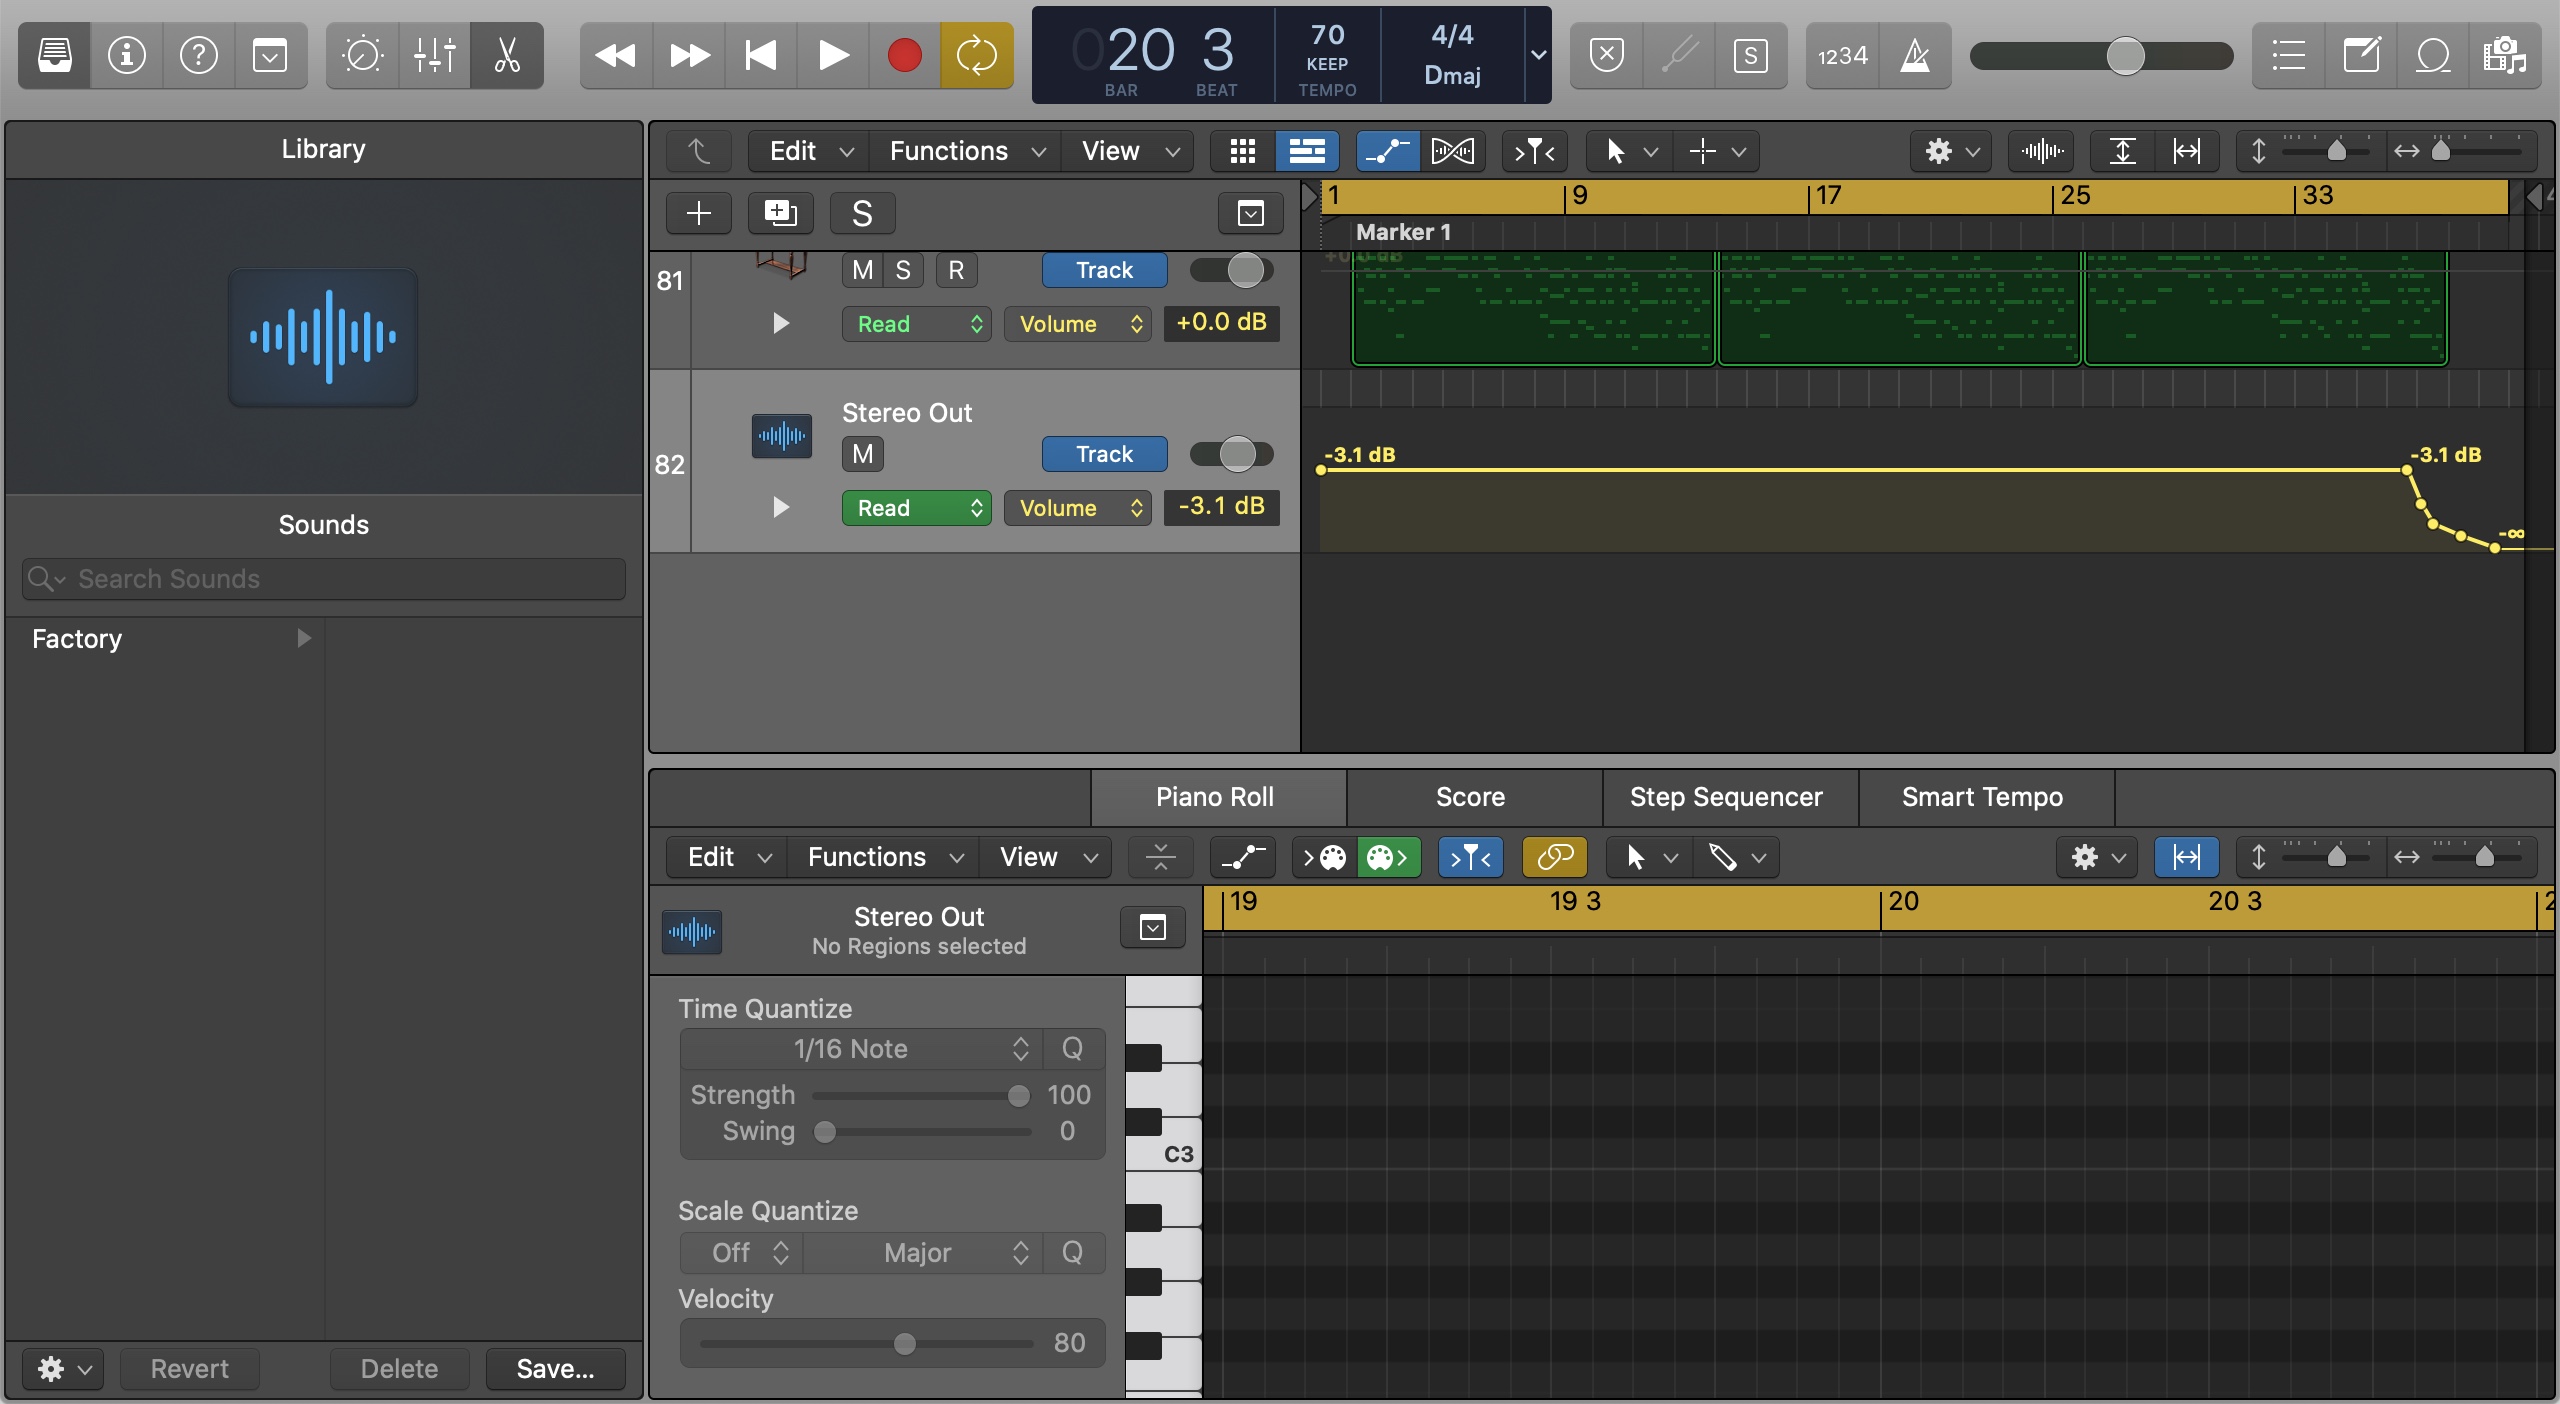 020 3
BAR BEAT
70
KEEP
TEMPO
4/4
Dmaj
S
1234
Library
Edit Functions View
S
1 9 17 25 33
Marker 1
81
M S R Track
Read Volume +0.0 dB
+0.0 dB
82
Stereo Out
M Track
Read Volume -3.1 dB
-3.1 dB -3.1 dB
-∞
Sounds
Search Sounds
Factory
Revert Delete Save...
Piano Roll Score Step Sequencer Smart Tempo
Edit Functions View
Stereo Out
No Regions selected
19 19 3 20 20 3
Time Quantize
1/16 Note Q
Strength 100
Swing 0
Scale Quantize
Off Major Q
Velocity
80
C3